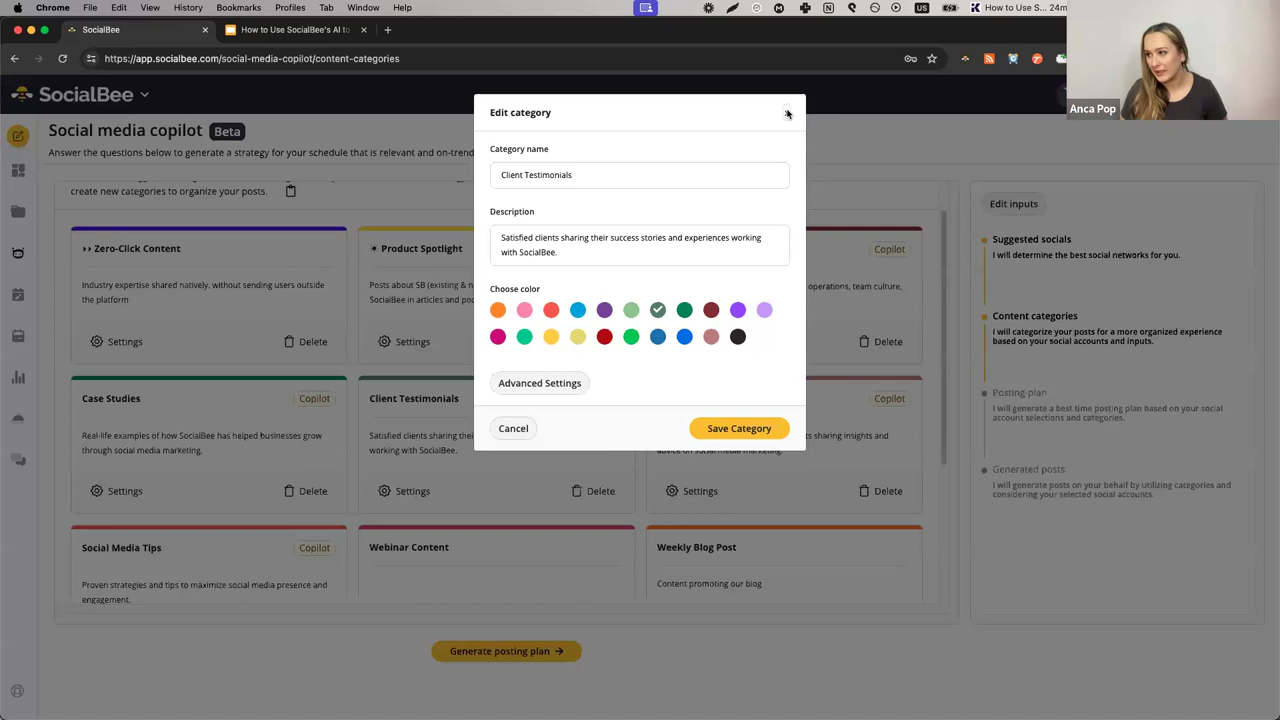 Chrome File Edit View History Bookmarks Profiles Tab Window Help
US How to Use S... 24m
SocialBee
How to Use SocialBee's AI to
https://app.socialbee.com/social-media-copilot/content-categories
Anca Pop
SocialBee
Social media copilot Beta
Answer the questions below to generate a strategy for your schedule that is relevant and on-trend
create new categories to organize your posts.
Zero-Click Content
Industry expertise shared natively, without sending users outside
the platform
Settings Delete
Product Spotlight
Posts about SB (existing & n
SocialBee in articles and po
Settings
Copilot
operations, team culture,
Delete
Case Studies Copilot
Real-life examples of how SocialBee has helped businesses grow
through social media marketing.
Settings Delete
Client Testimonials
Satisfied clients sharing their
working with SocialBee.
Settings Delete
Copilot
sharing insights and
advice on social media marketing.
Settings Delete
Social Media Tips Copilot
Proven strategies and tips to maximize social media presence and
engagement.
Webinar Content
Weekly Blog Post
Content promoting our blog
Generate posting plan
Edit category
Category name
Client Testimonials
Description
Satisfied clients sharing their success stories and experiences working
with SocialBee.
Choose color
Advanced Settings
Cancel Save Category
Edit inputs
Suggested socials
I will determine the best social networks for you.
Content categories
I will categorize your posts for a more organized experience
based on your social accounts and inputs.
Posting-plan
I will generate a best time posting plan based on your social
account selections and categories.
Generated posts
I will generate posts on your behalf by utilizing categories and
considering your selected social accounts.